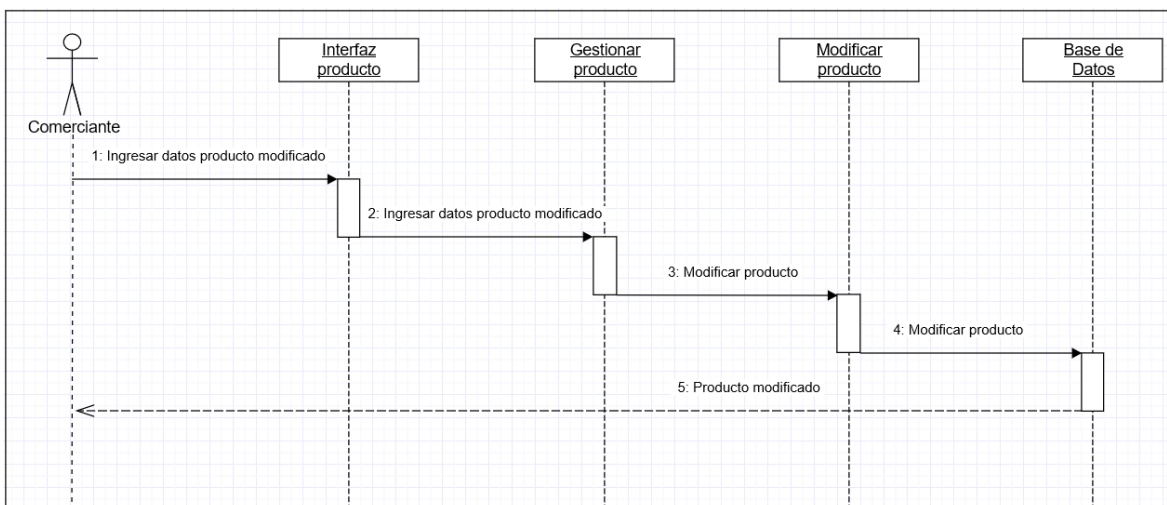 Interfaz
producto
Gestionar
producto
Modificar
producto
Base de
Datos
Comerciante
1: Ingresar datos producto modificado
2: Ingresar datos producto modificado
3: Modificar producto
4: Modificar producto
5: Producto modificado